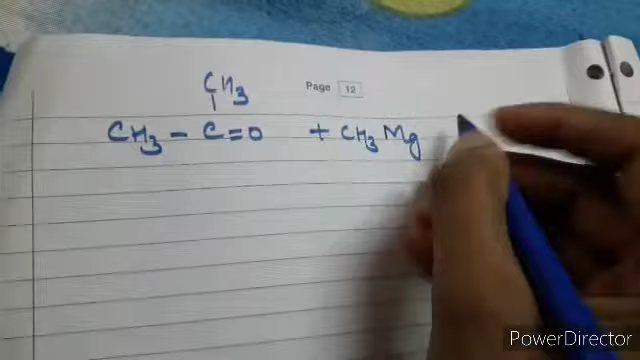 CH3
Page 12
CH3 - C = O + CH3 Mg
PowerDirector